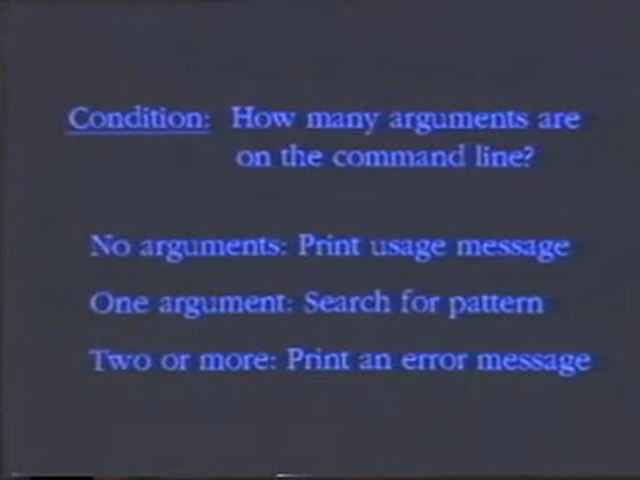 Condition: How many arguments are
on the command line?
No arguments: Print usage message
One argument: Search for pattern
Two or more: Print an error message